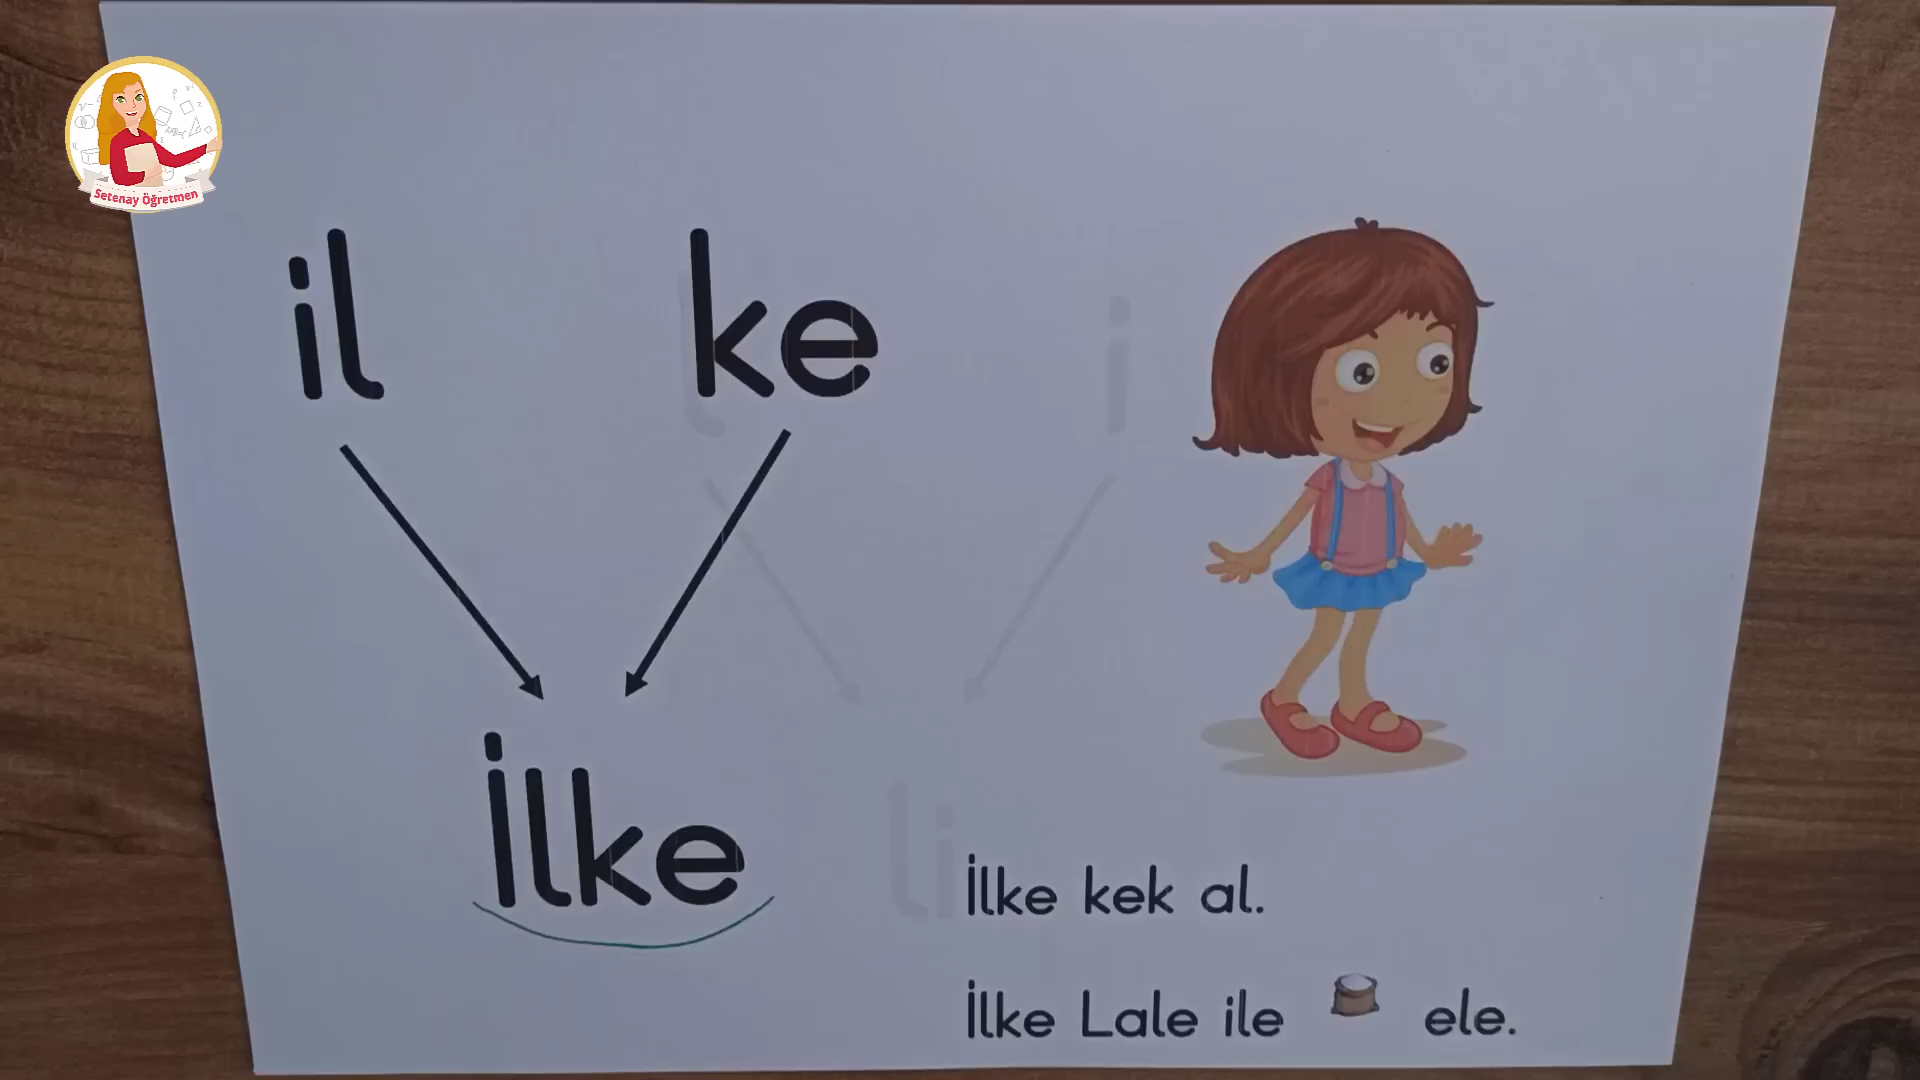 Setenay Öğretmen
il ke
İlke
İlke kek al.
İlke Lale ile ele.